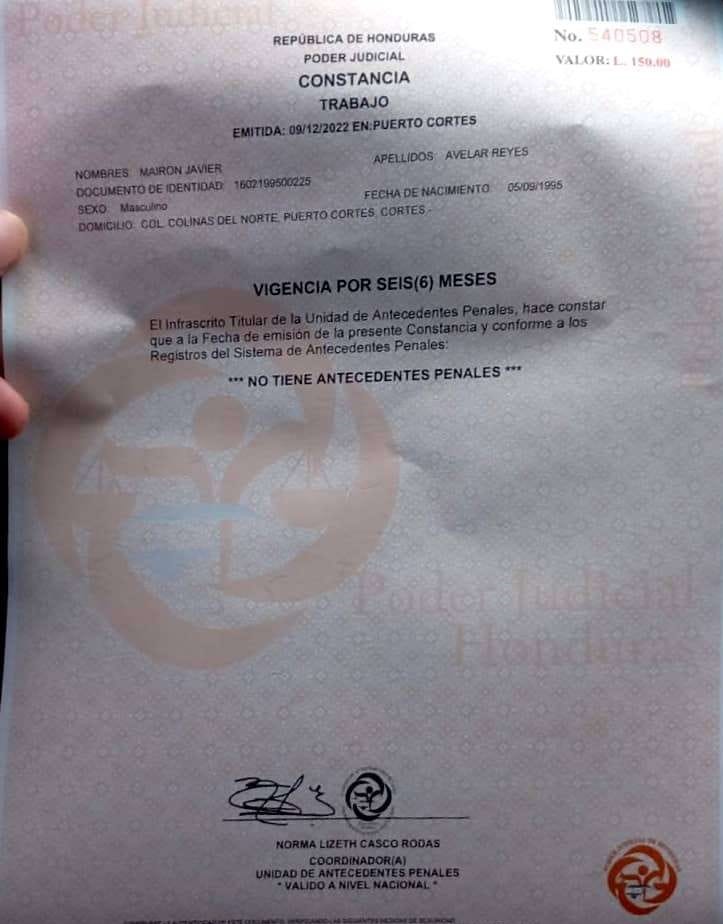 Poder Judicial
No. 540508
VALOR: L. 150.00
REPÚBLICA DE HONDURAS
PODER JUDICIAL
CONSTANCIA
TRABAJO
EMITIDA: 09/12/2022 EN:PUERTO CORTES
NOMBRES: MAIRON JAVIER APELLIDOS: AVELAR REYES
DOCUMENTO DE IDENTIDAD: 1602199500225 FECHA DE NACIMIENTO: 05/09/1995
SEXO: Masculino
DOMICILIO: COL. COLINAS DEL NORTE, PUERTO CORTES, CORTES.-
VIGENCIA POR SEIS(6) MESES
El Infrascrito Titular de la Unidad de Antecedentes Penales, hace constar
que a la Fecha de emisión de la presente Constancia y conforme a los
Registros del Sistema de Antecedentes Penales:
*** NO TIENE ANTECEDENTES PENALES ***
Poder Judicial
Honduras
NORMA LIZETH CASCO RODAS
COORDINADOR(A)
UNIDAD DE ANTECEDENTES PENALES
* VALIDO A NIVEL NACIONAL *